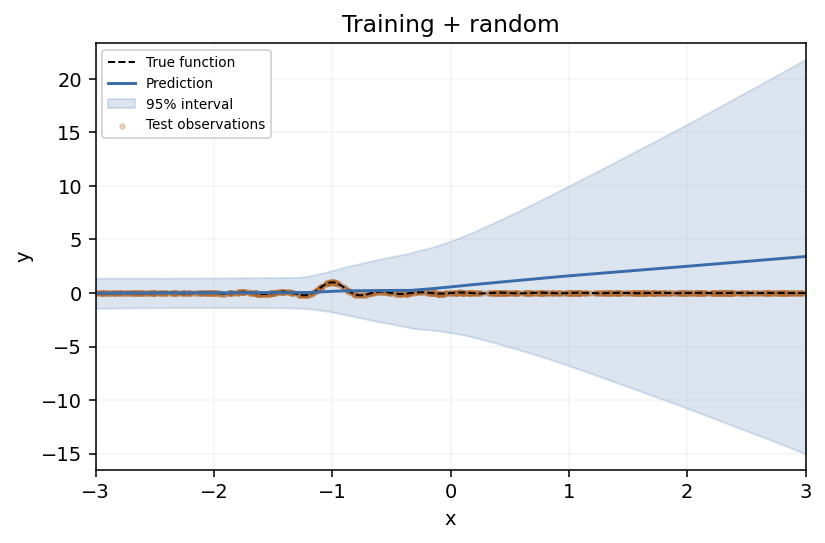 Training + random
True function
Prediction
95% interval
Test observations
20
15
10
5
0
−5
−10
−15
y
−3
−2
−1
0
1
2
3
x